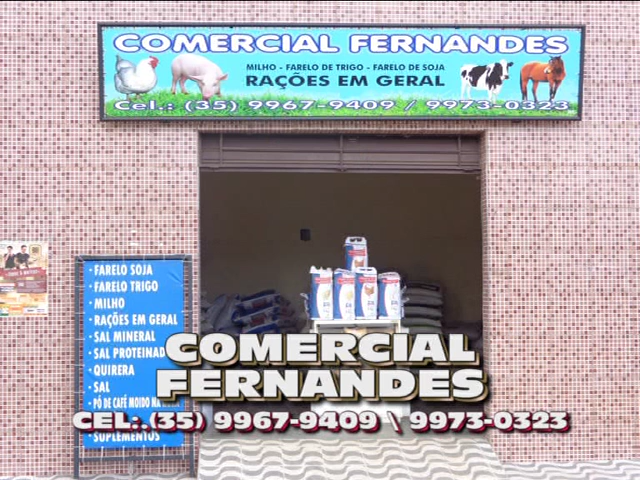 COMERCIAL FERNANDES
MILHO - FARELO DE TRIGO - FARELO DE SOJA
RAÇÕES EM GERAL
Cel.: (35) 9967-9409 / 9973-0323
· FARELO SOJA
· FARELO TRIGO
· MILHO
· RAÇÕES EM GERAL
· SAL MINERAL
· SAL PROTEINAD
· QUIRERA
· SAL
· PÓ DE CAFÉ MOIDO
· SUPLEMENTOS
COMERCIAL
FERNANDES
CEL:.(35) 9967-9409 \ 9973-0323